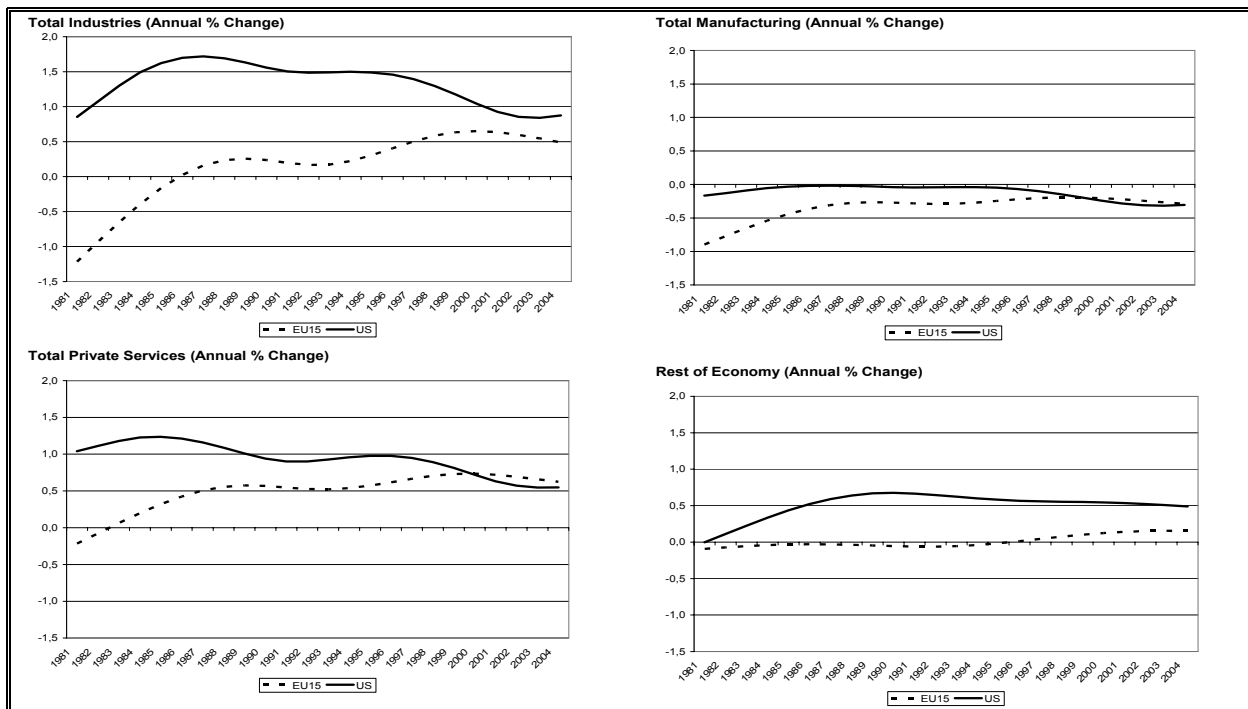 Total Industries (Annual % Change)
2,0
1,5
1,0
0,5
0,0
-0,5
-1,0
-1,5
1981 1982 1983 1984 1985 1986 1987 1988 1989 1990 1991 1992 1993 1994 1995 1996 1997 1998 1999 2000 2001 2002 2003 2004
EU15 US
Total Manufacturing (Annual % Change)
2,0
1,5
1,0
0,5
0,0
-0,5
-1,0
-1,5
1981 1982 1983 1984 1985 1986 1987 1988 1989 1990 1991 1992 1993 1994 1995 1996 1997 1998 1999 2000 2001 2002 2003 2004
EU15 US
Total Private Services (Annual % Change)
2,0
1,5
1,0
0,5
0,0
-0,5
-1,0
-1,5
1981 1982 1983 1984 1985 1986 1987 1988 1989 1990 1991 1992 1993 1994 1995 1996 1997 1998 1999 2000 2001 2002 2003 2004
EU15 US
Rest of Economy (Annual % Change)
2,0
1,5
1,0
0,5
0,0
-0,5
-1,0
-1,5
1981 1982 1983 1984 1985 1986 1987 1988 1989 1990 1991 1992 1993 1994 1995 1996 1997 1998 1999 2000 2001 2002 2003 2004
EU15 US